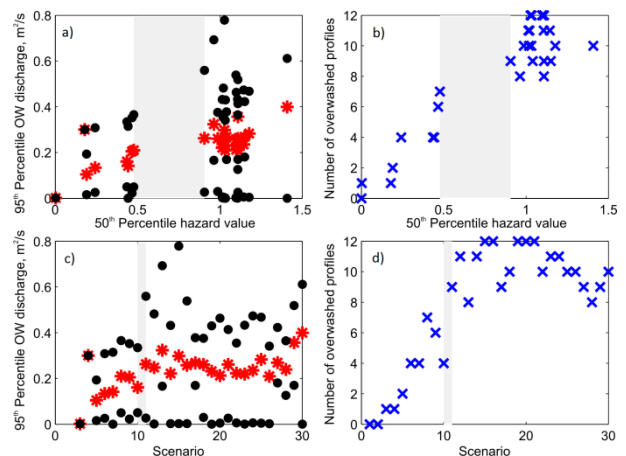 a)
95th Percentile OW discharge, m²/s
0.8
0.6
0.4
0.2
0
0 0.5 1 1.5
50th Percentile hazard value
b)
Number of overwashed profiles
12
10
8
6
4
2
0
0 0.5 1 1.5
50th Percentile hazard value
c)
95th Percentile OW discharge, m²/s
0.8
0.6
0.4
0.2
0
0 10 20 30
Scenario
d)
Number of overwashed profiles
12
10
8
6
4
2
0
0 10 20 30
Scenario